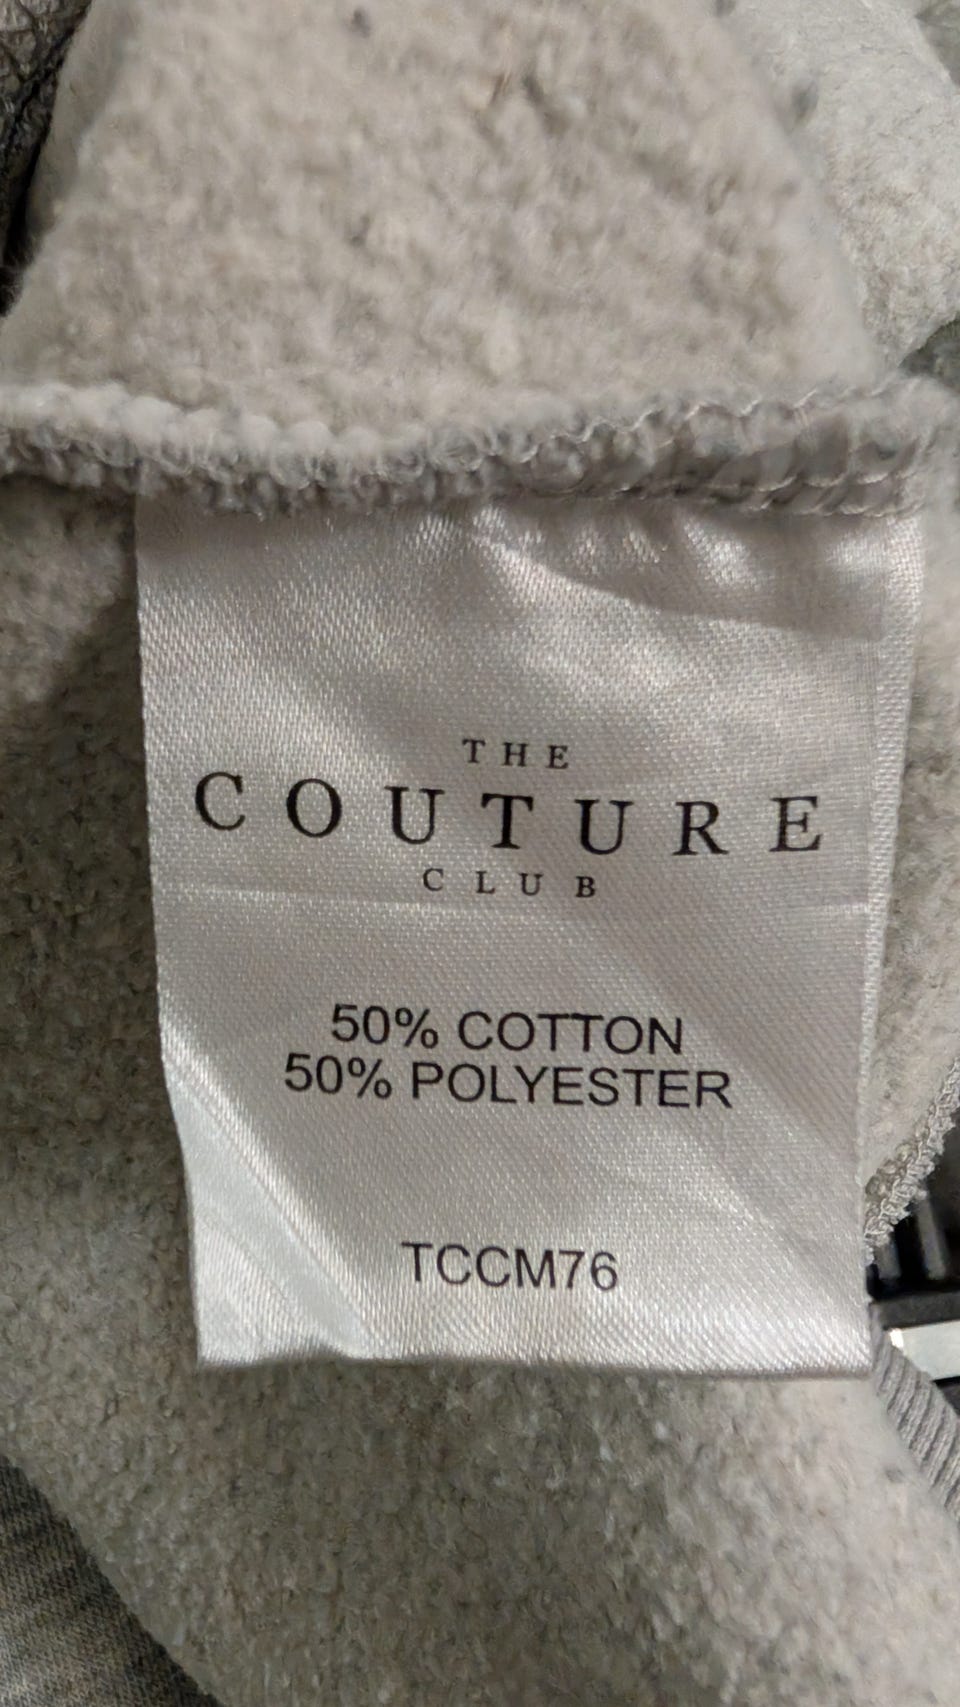 THE
COUTURE
CLUB
50% COTTON
50% POLYESTER
TCCM76